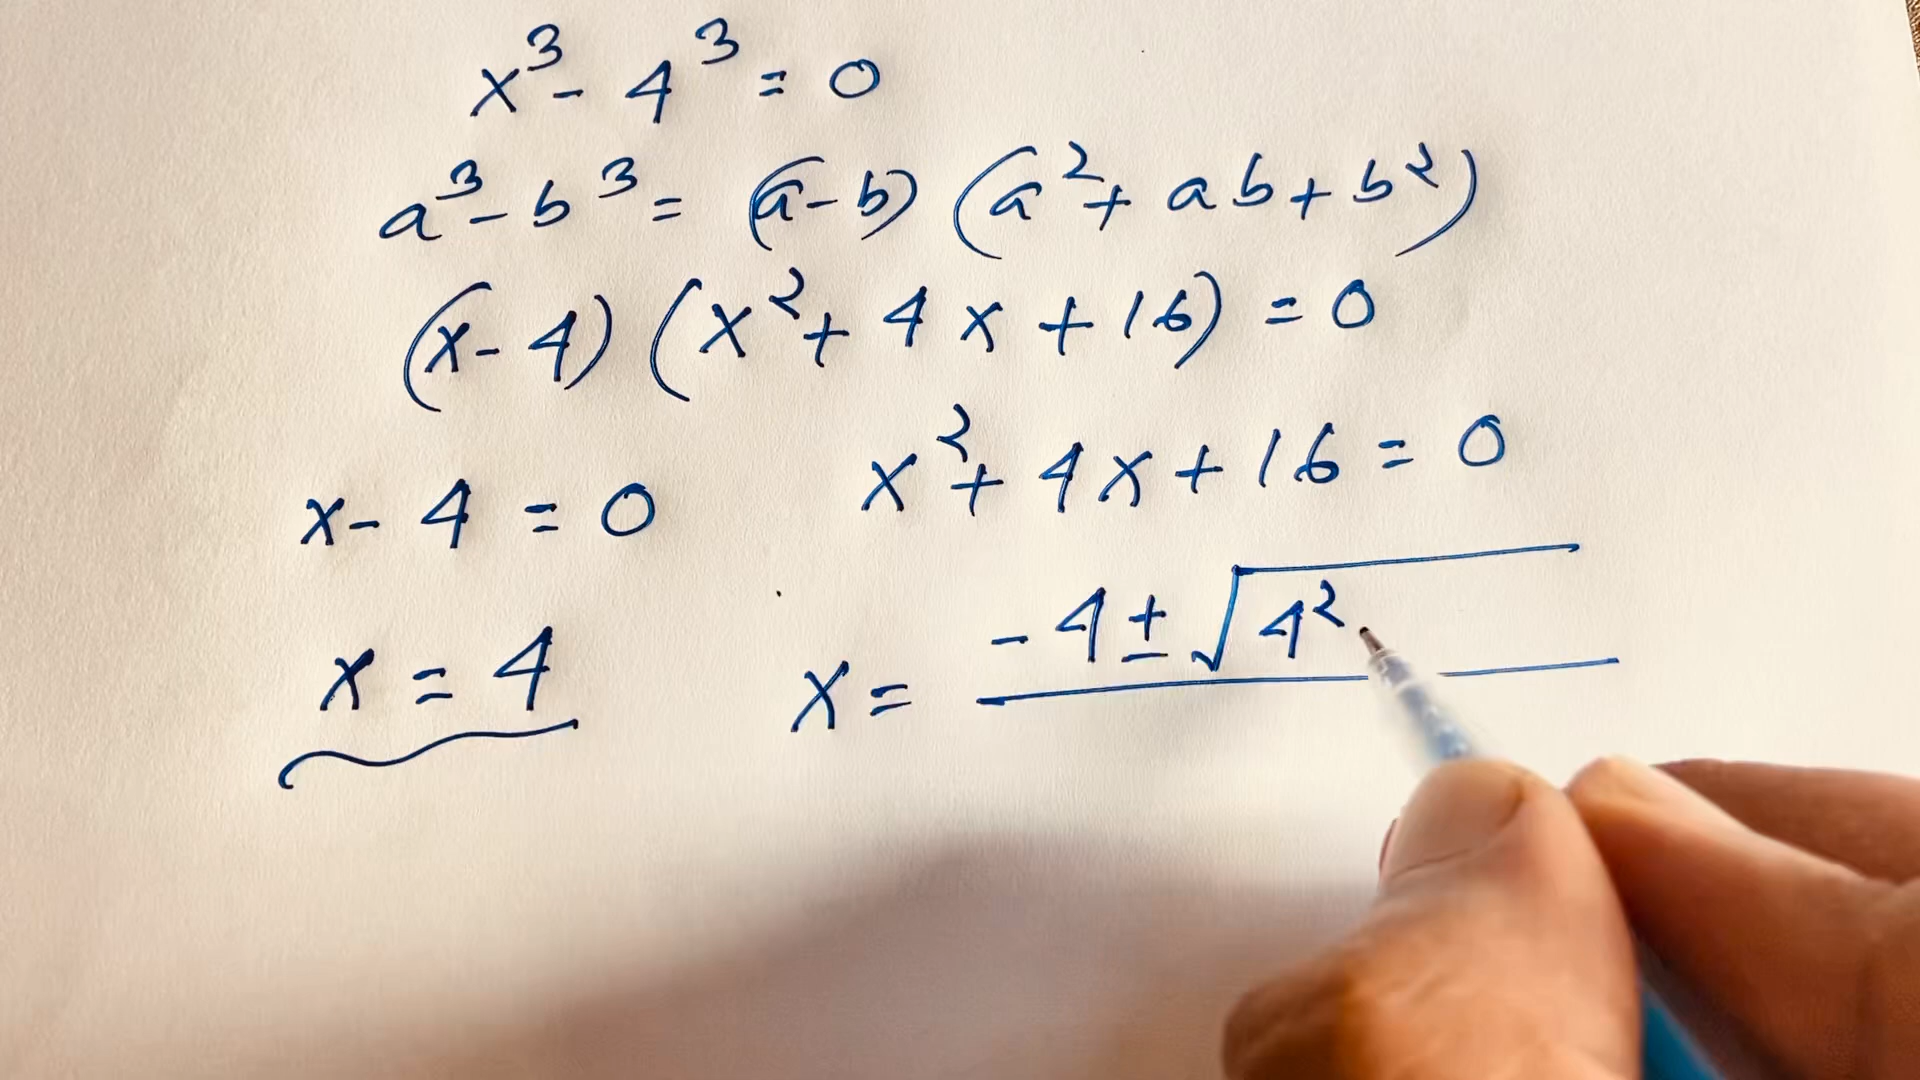 x³ - 4³ = 0
a³ - b³ = (a - b) (a² + ab + b²)
(x - 4) (x² + 4x + 16) = 0
x - 4 = 0
x² + 4x + 16 = 0
x = 4
x = -4 ± √4²